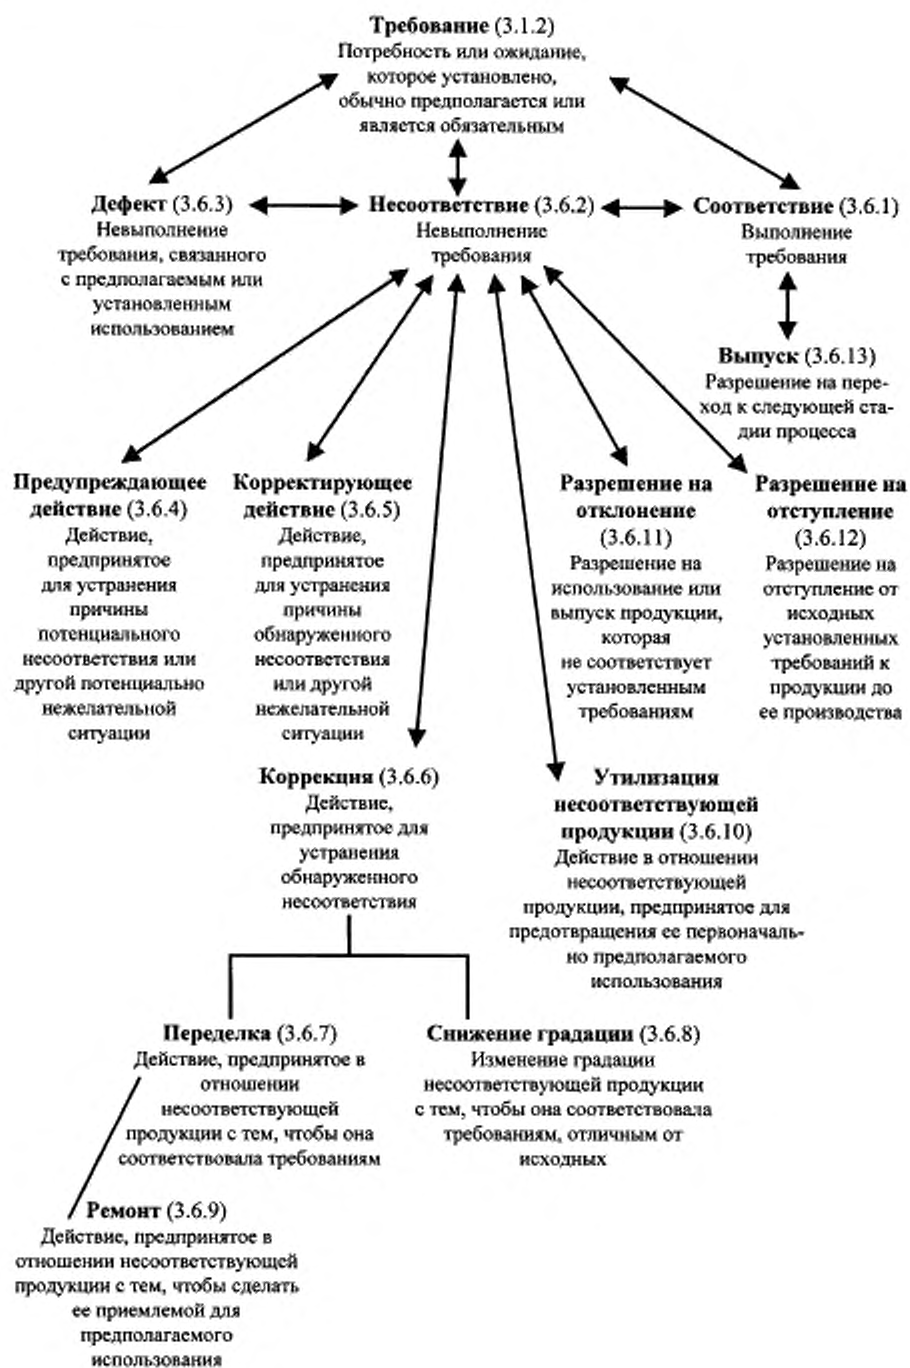 Требование (3.1.2)
Потребность или ожидание,
которое установлено,
обычно предполагается или
является обязательным
Дефект (3.6.3)
Невыполнение
требования, связанного
с предполагаемым или
установленным
использованием
Несоответствие (3.6.2)
Невыполнение
требования
Соответствие (3.6.1)
Выполнение
требования
Выпуск (3.6.13)
Разрешение на пере-
ход к следующей ста-
дии процесса
Предупреждающее
действие (3.6.4)
Действие,
предпринятое
для устранения
причины
потенциального
несоответствия или
другой потенциально
нежелательной
ситуации
Корректирующее
действие (3.6.5)
Действие,
предпринятое
для устранения
причины
обнаруженного
несоответствия
или другой
нежелательной
ситуации
Разрешение на
отклонение
(3.6.11)
Разрешение на
использование или
выпуск продукции,
которая
не соответствует
установленным
требованиям
Разрешение на
отступление
(3.6.12)
Разрешение на
отступление от
исходных
установленных
требований к
продукции до
ее производства
Коррекция (3.6.6)
Действие,
предпринятое для
устранения
обнаруженного
несоответствия
Утилизация
несоответствующей
продукции (3.6.10)
Действие в отношении
несоответствующей
продукции, предпринятое для
предотвращения ее первоначаль-
но предполагаемого
использования
Переделка (3.6.7)
Действие, предпринятое в
отношении
несоответствующей
продукции с тем, чтобы она
соответствовала требованиям
Снижение градации (3.6.8)
Изменение градации
несоответствующей продукции
с тем, чтобы она соответствовала
требованиям, отличным от
исходных
Ремонт (3.6.9)
Действие, предпринятое в
отношении несоответствующей
продукции с тем, чтобы сделать
ее приемлемой для
предполагаемого
использования